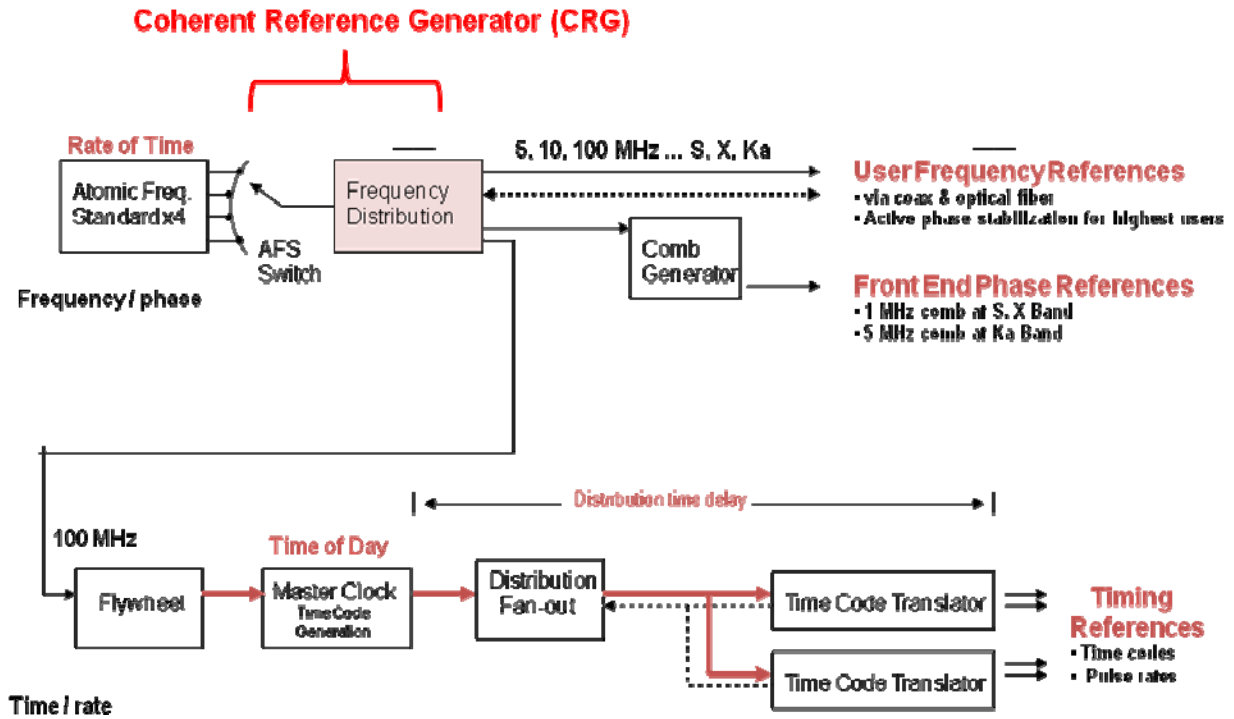 Coherent Reference Generator (CRG)
Rate of Time
Atomic Freq.
Standard x4
AFS
Switch
Frequency
Distribution
5, 10, 100 MHz ... S, X, Ka
User Frequency References
• via coax & optical fiber
• Active phase stabilization for highest users
Comb
Generator
Front End Phase References
• 1 MHz comb at S, X Band
• 5 MHz comb at Ka Band
Frequency / phase
Distribution time delay
100 MHz
Time of Day
Flywheel
Master Clock
Time Code
Generation
Distribution
Fan-out
Time Code Translator
Time Code Translator
Timing
References
• Time codes
• Pulse rates
Time / rate